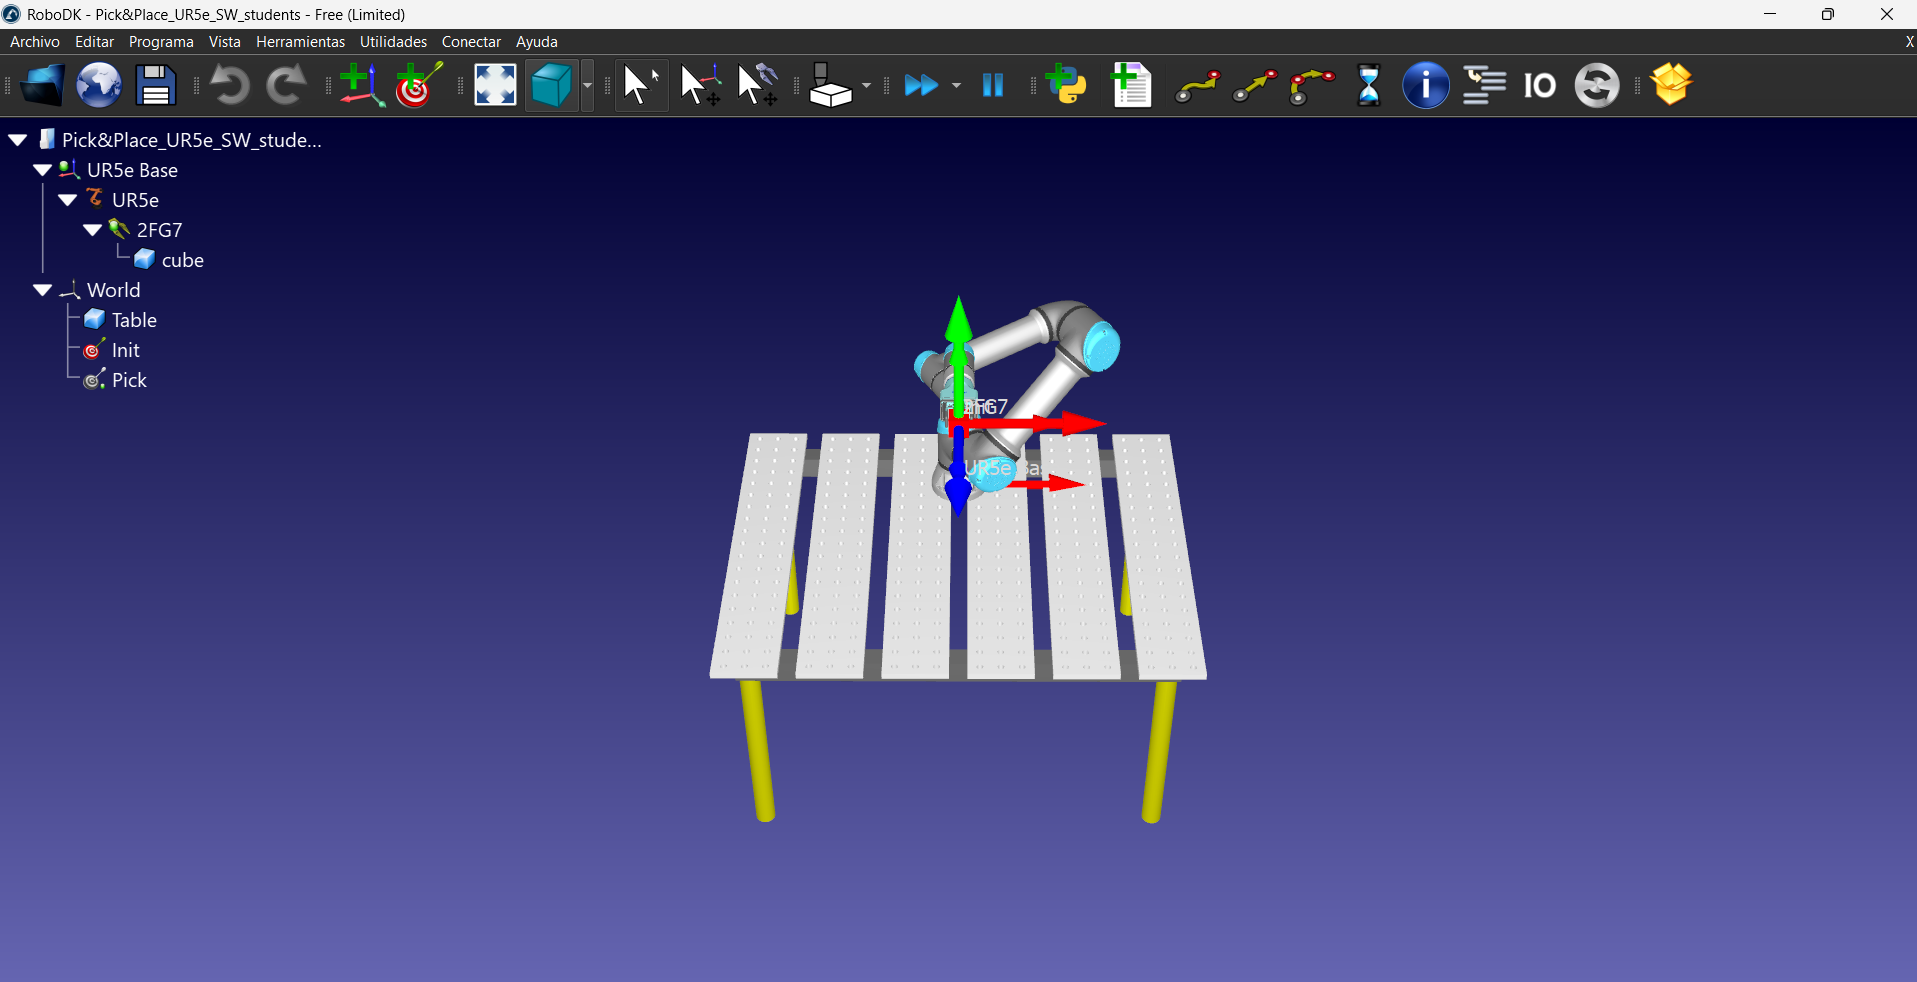 RoboDK - Pick&Place_UR5e_SW_students - Free (Limited)
Archivo Editar Programa Vista Herramientas Utilidades Conectar Ayuda X
IO
Pick&Place_UR5e_SW_stude...
UR5e Base
UR5e
2FG7
cube
World
Table
Init
Pick
2FG7
UR5e Base